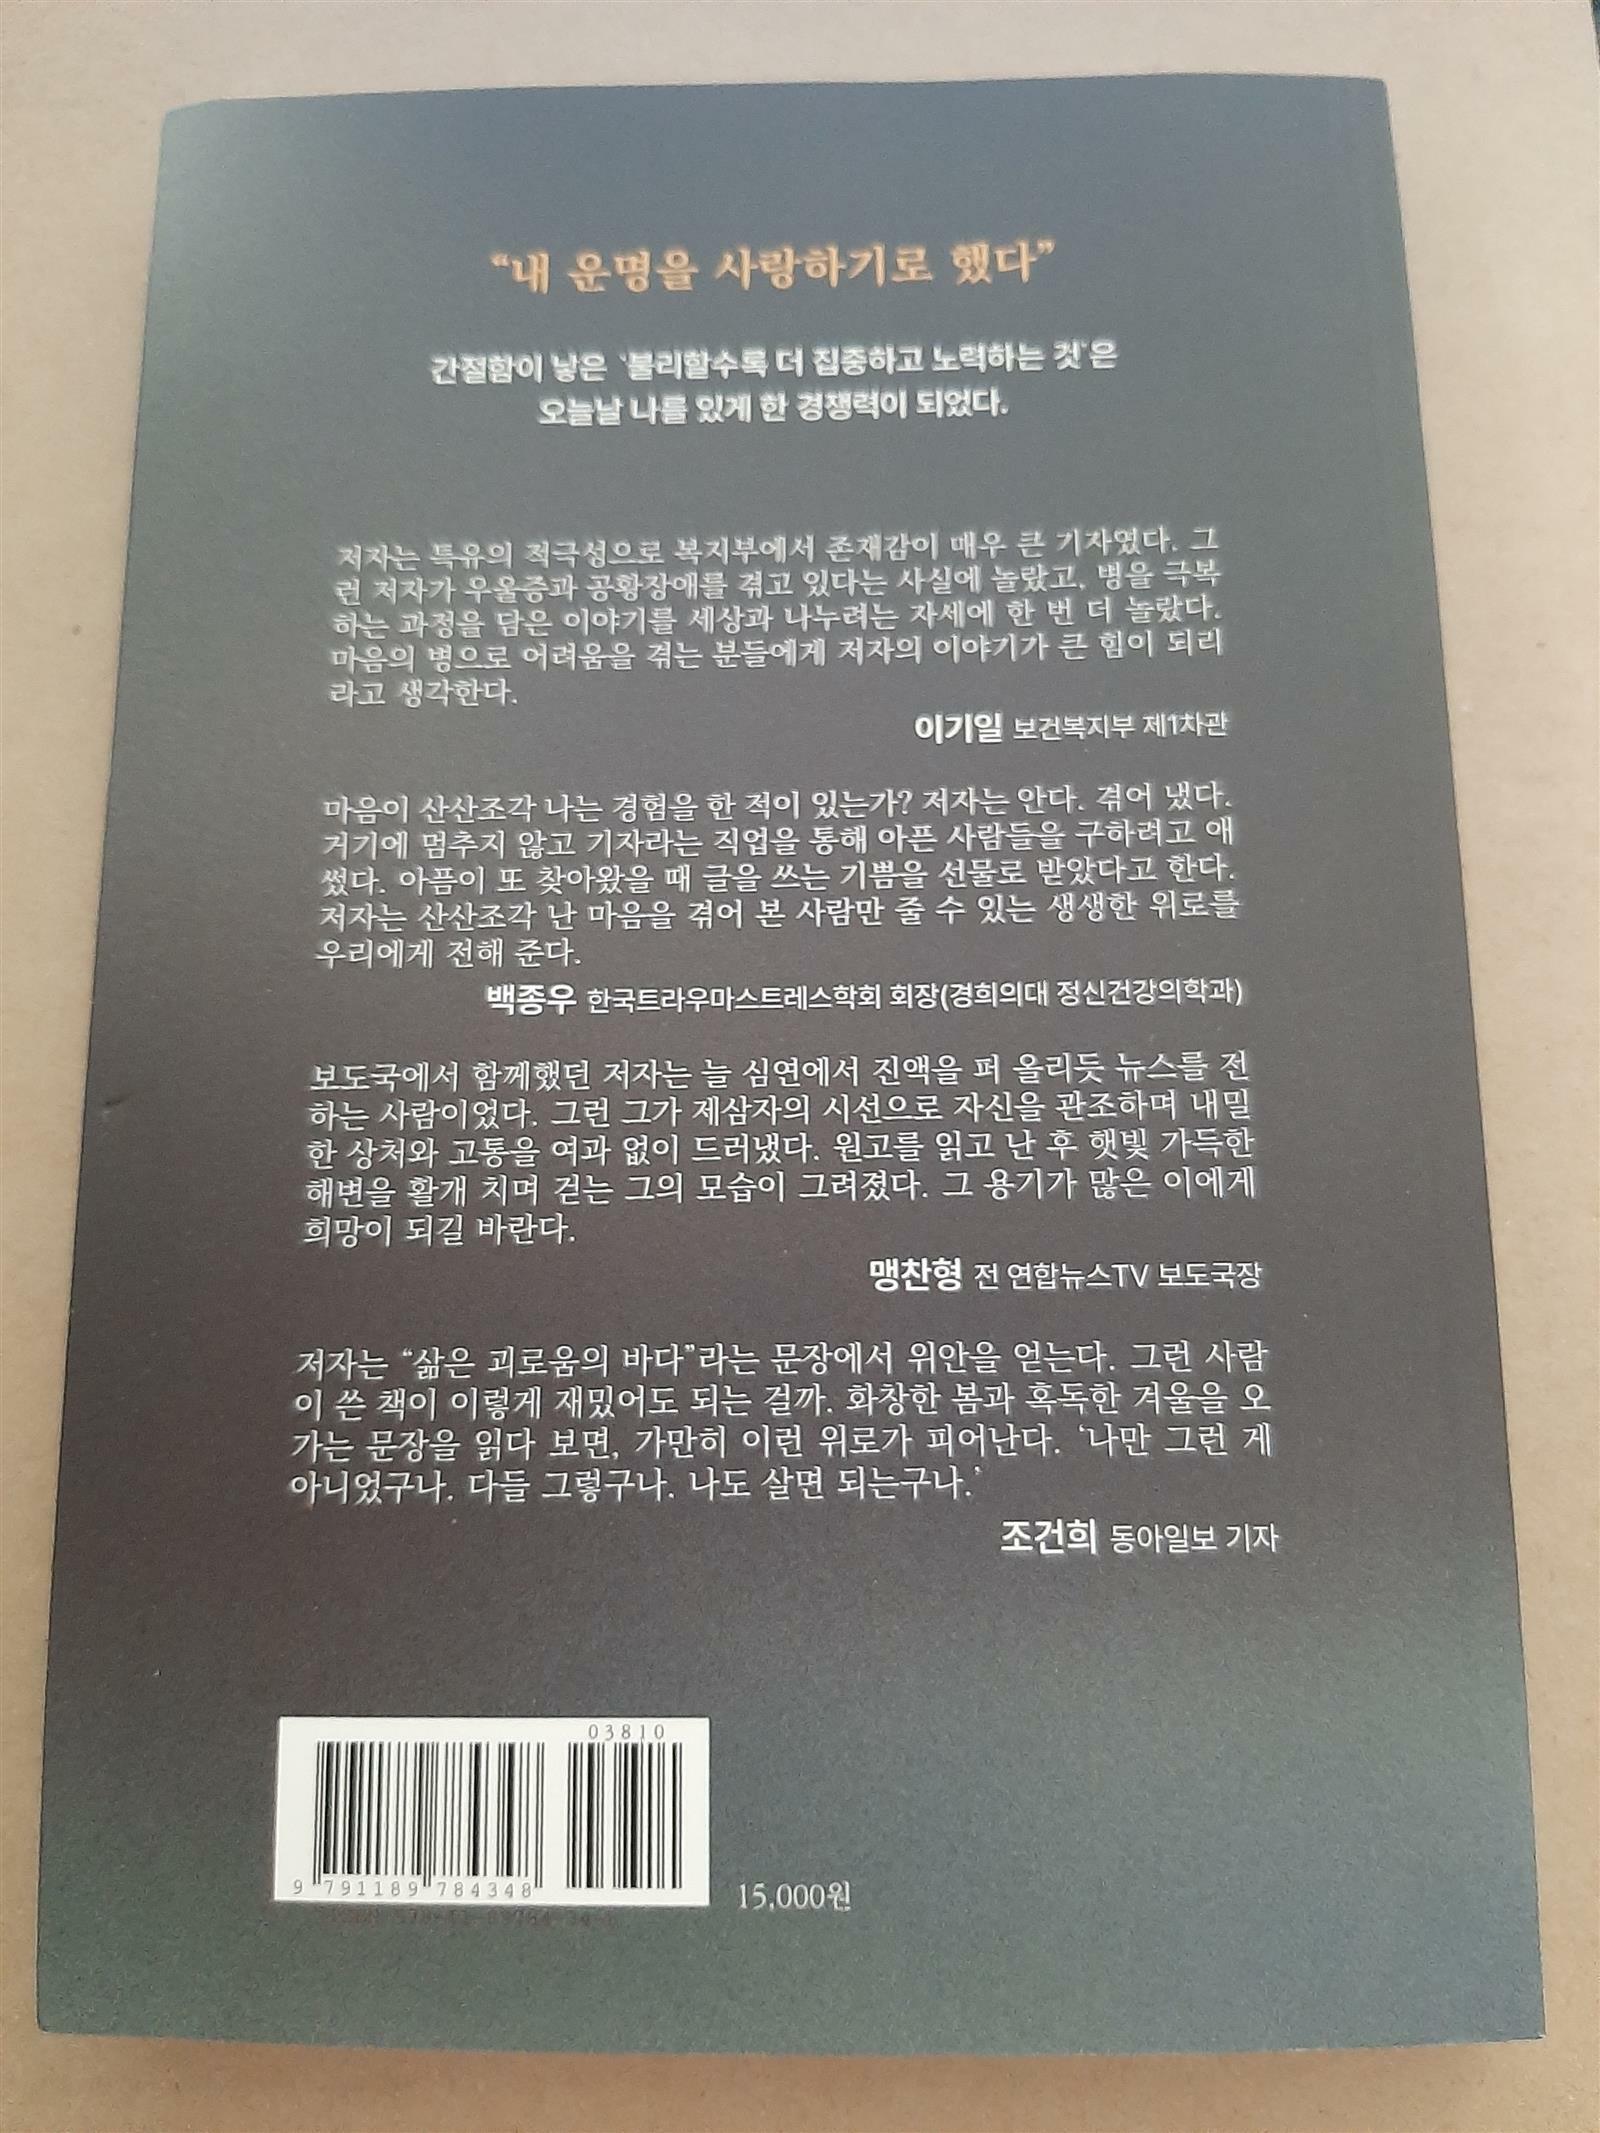 “내 운명을 사랑하기로 했다”
간절함이 낳은 ‘불리할수록 더 집중하고 노력하는 것’은
오늘날 나를 있게 한 경쟁력이 되었다.
저자는 특유의 적극성으로 복지부에서 존재감이 매우 큰 기자였다. 그
런 저자가 우울증과 공황장애를 겪고 있다는 사실에 놀랐고, 병을 극복
하는 과정을 담은 이야기를 세상과 나누려는 자세에 한 번 더 놀랐다.
마음의 병으로 어려움을 겪는 분들에게 저자의 이야기가 큰 힘이 되리
라고 생각한다.
이기일 보건복지부 제1차관
마음이 산산조각 나는 경험을 한 적이 있는가? 저자는 안다. 겪어 냈다.
거기에 멈추지 않고 기자라는 직업을 통해 아픈 사람들을 구하려고 애
썼다. 아픔이 또 찾아왔을 때 글을 쓰는 기쁨을 선물로 받았다고 한다.
저자는 산산조각 난 마음을 겪어 본 사람만 줄 수 있는 생생한 위로를
우리에게 전해 준다.
백종우 한국트라우마스트레스학회 회장(경희의대 정신건강의학과)
보도국에서 함께했던 저자는 늘 심연에서 진액을 퍼 올리듯 뉴스를 전
하는 사람이었다. 그런 그가 제삼자의 시선으로 자신을 관조하며 내밀
한 상처와 고통을 여과 없이 드러냈다. 원고를 읽고 난 후 햇빛 가득한
해변을 활개 치며 걷는 그의 모습이 그려졌다. 그 용기가 많은 이에게
희망이 되길 바란다.
맹찬형 전 연합뉴스TV 보도국장
저자는 “삶은 괴로움의 바다”라는 문장에서 위안을 얻는다. 그런 사람
이 쓴 책이 이렇게 재밌어도 되는 걸까. 화창한 봄과 혹독한 겨울을 오
가는 문장을 읽다 보면, 가만히 이런 위로가 피어난다. ‘나만 그런 게
아니었구나. 다들 그렇구나. 나도 살면 되는구나.’
조건희 동아일보 기자
03810
9 791189 784348
15,000원